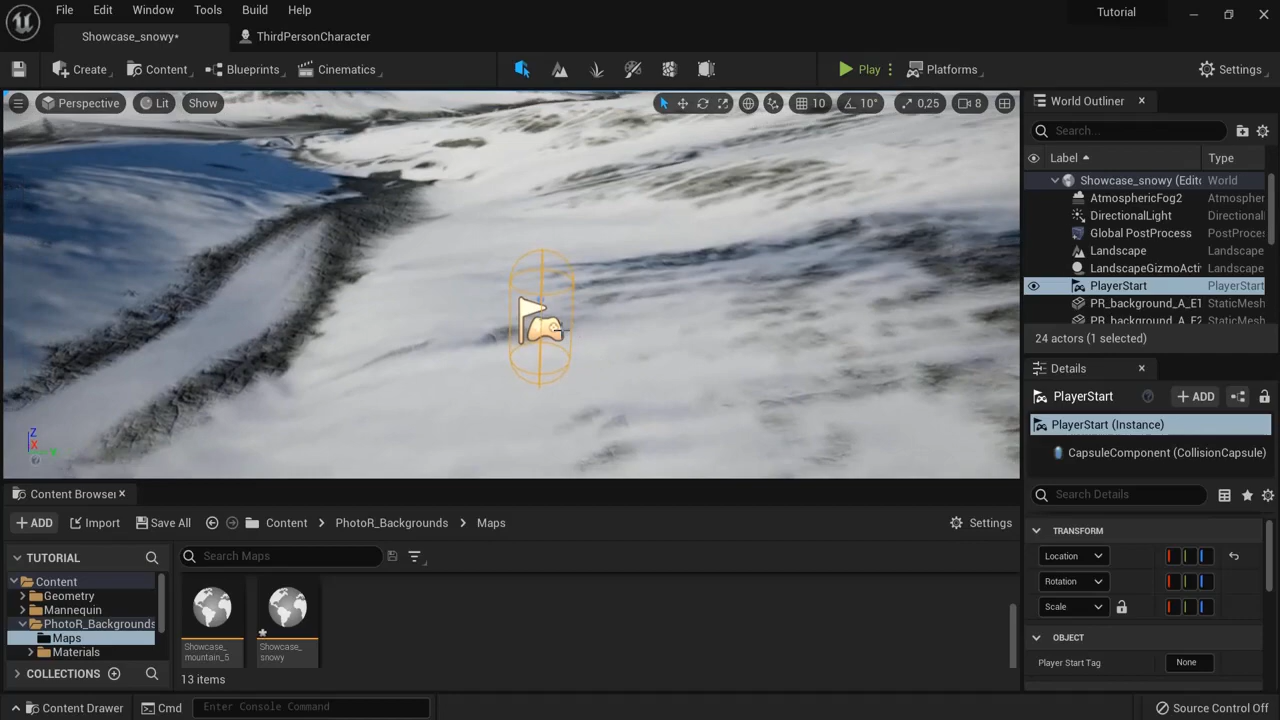 File Edit Window Tools Build Help
Tutorial
Showcase_snowy•
ThirdPersonCharacter
Create
Content
Blueprints
Cinematics
Play
Platforms
Settings
Perspective
Lit
Show
10
10°
0,25
8
World Outliner
Search...
Label
Type
Showcase_snowy (Edito World
AtmosphericFog2 Atmospher
DirectionalLight Directional
Global PostProcess PostProce
Landscape Landscape
LandscapeGizmoActi Landscape
PlayerStart PlayerStart
PR_background_A_E1 StaticMesh
PR_background_A_E2 StaticMesh
24 actors (1 selected)
Details
PlayerStart
ADD
PlayerStart (Instance)
CapsuleComponent (CollisionCapsule)
Search Details
TRANSFORM
Location
Rotation
Scale
OBJECT
Player Start Tag
None
Z
X
Content Browser
ADD
Import
Save All
Content
PhotoR_Backgrounds
Maps
Settings
TUTORIAL
Search Maps
Content
Geometry
Mannequin
PhotoR_Backgrounds
Maps
Materials
COLLECTIONS
Showcase_
mountain_5
Showcase_
snowy
13 items
Content Drawer
Cmd
Enter Console Command
Source Control Off